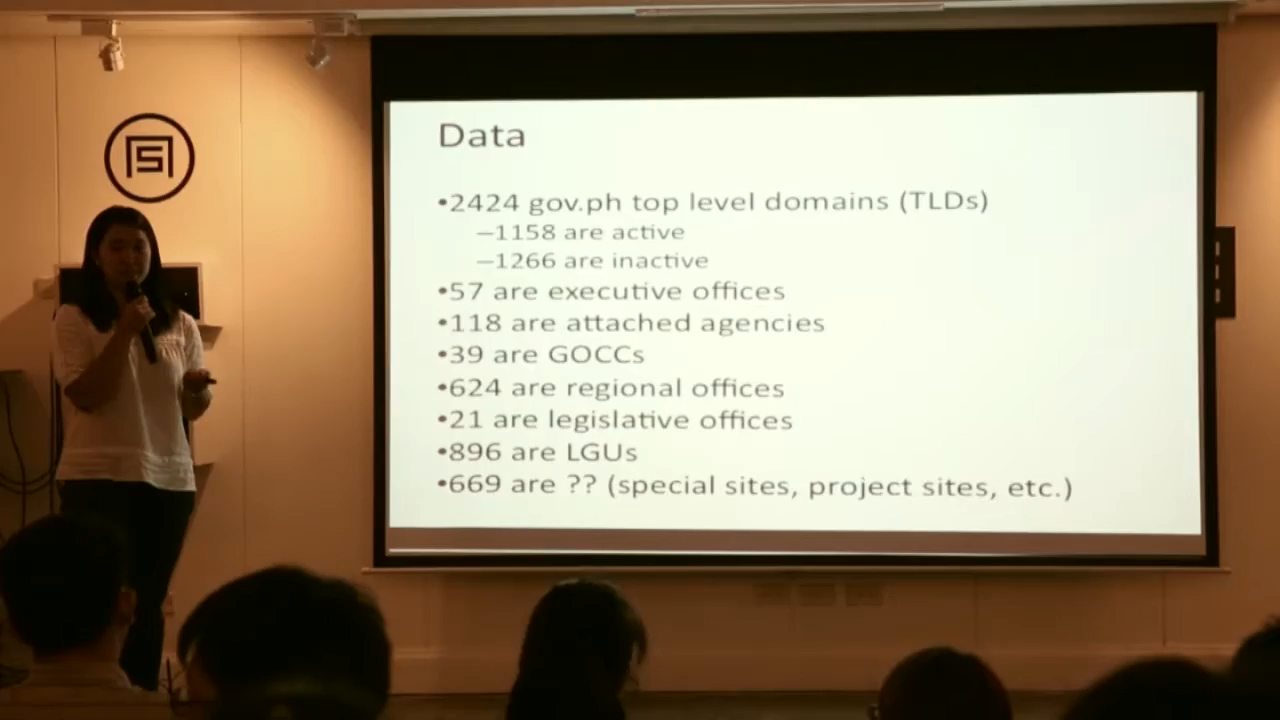 Data
•2424 gov.ph top level domains (TLDs)
–1158 are active
–1266 are inactive
•57 are executive offices
•118 are attached agencies
•39 are GOCCs
•624 are regional offices
•21 are legislative offices
•896 are LGUs
•669 are ?? (special sites, project sites, etc.)